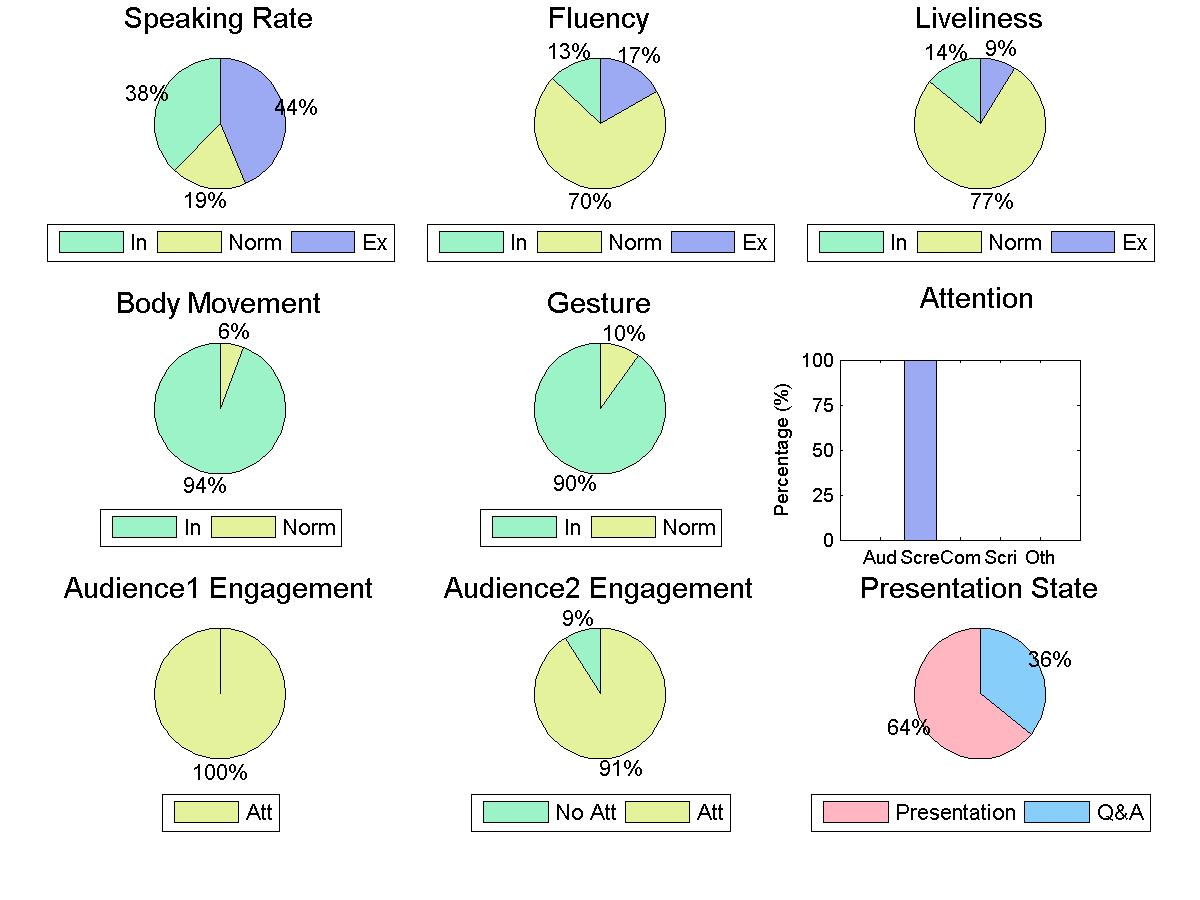 Speaking Rate
38%
44%
19%
In Norm Ex
Fluency
13%
17%
70%
In Norm Ex
Liveliness
14%
9%
77%
In Norm Ex
Body Movement
6%
94%
In Norm
Gesture
10%
90%
In Norm
Attention
Percentage (%)
100
75
50
25
0
Aud Scre Com Scri Oth
Audience1 Engagement
100%
Att
Audience2 Engagement
9%
91%
No Att Att
Presentation State
36%
64%
Presentation Q&A